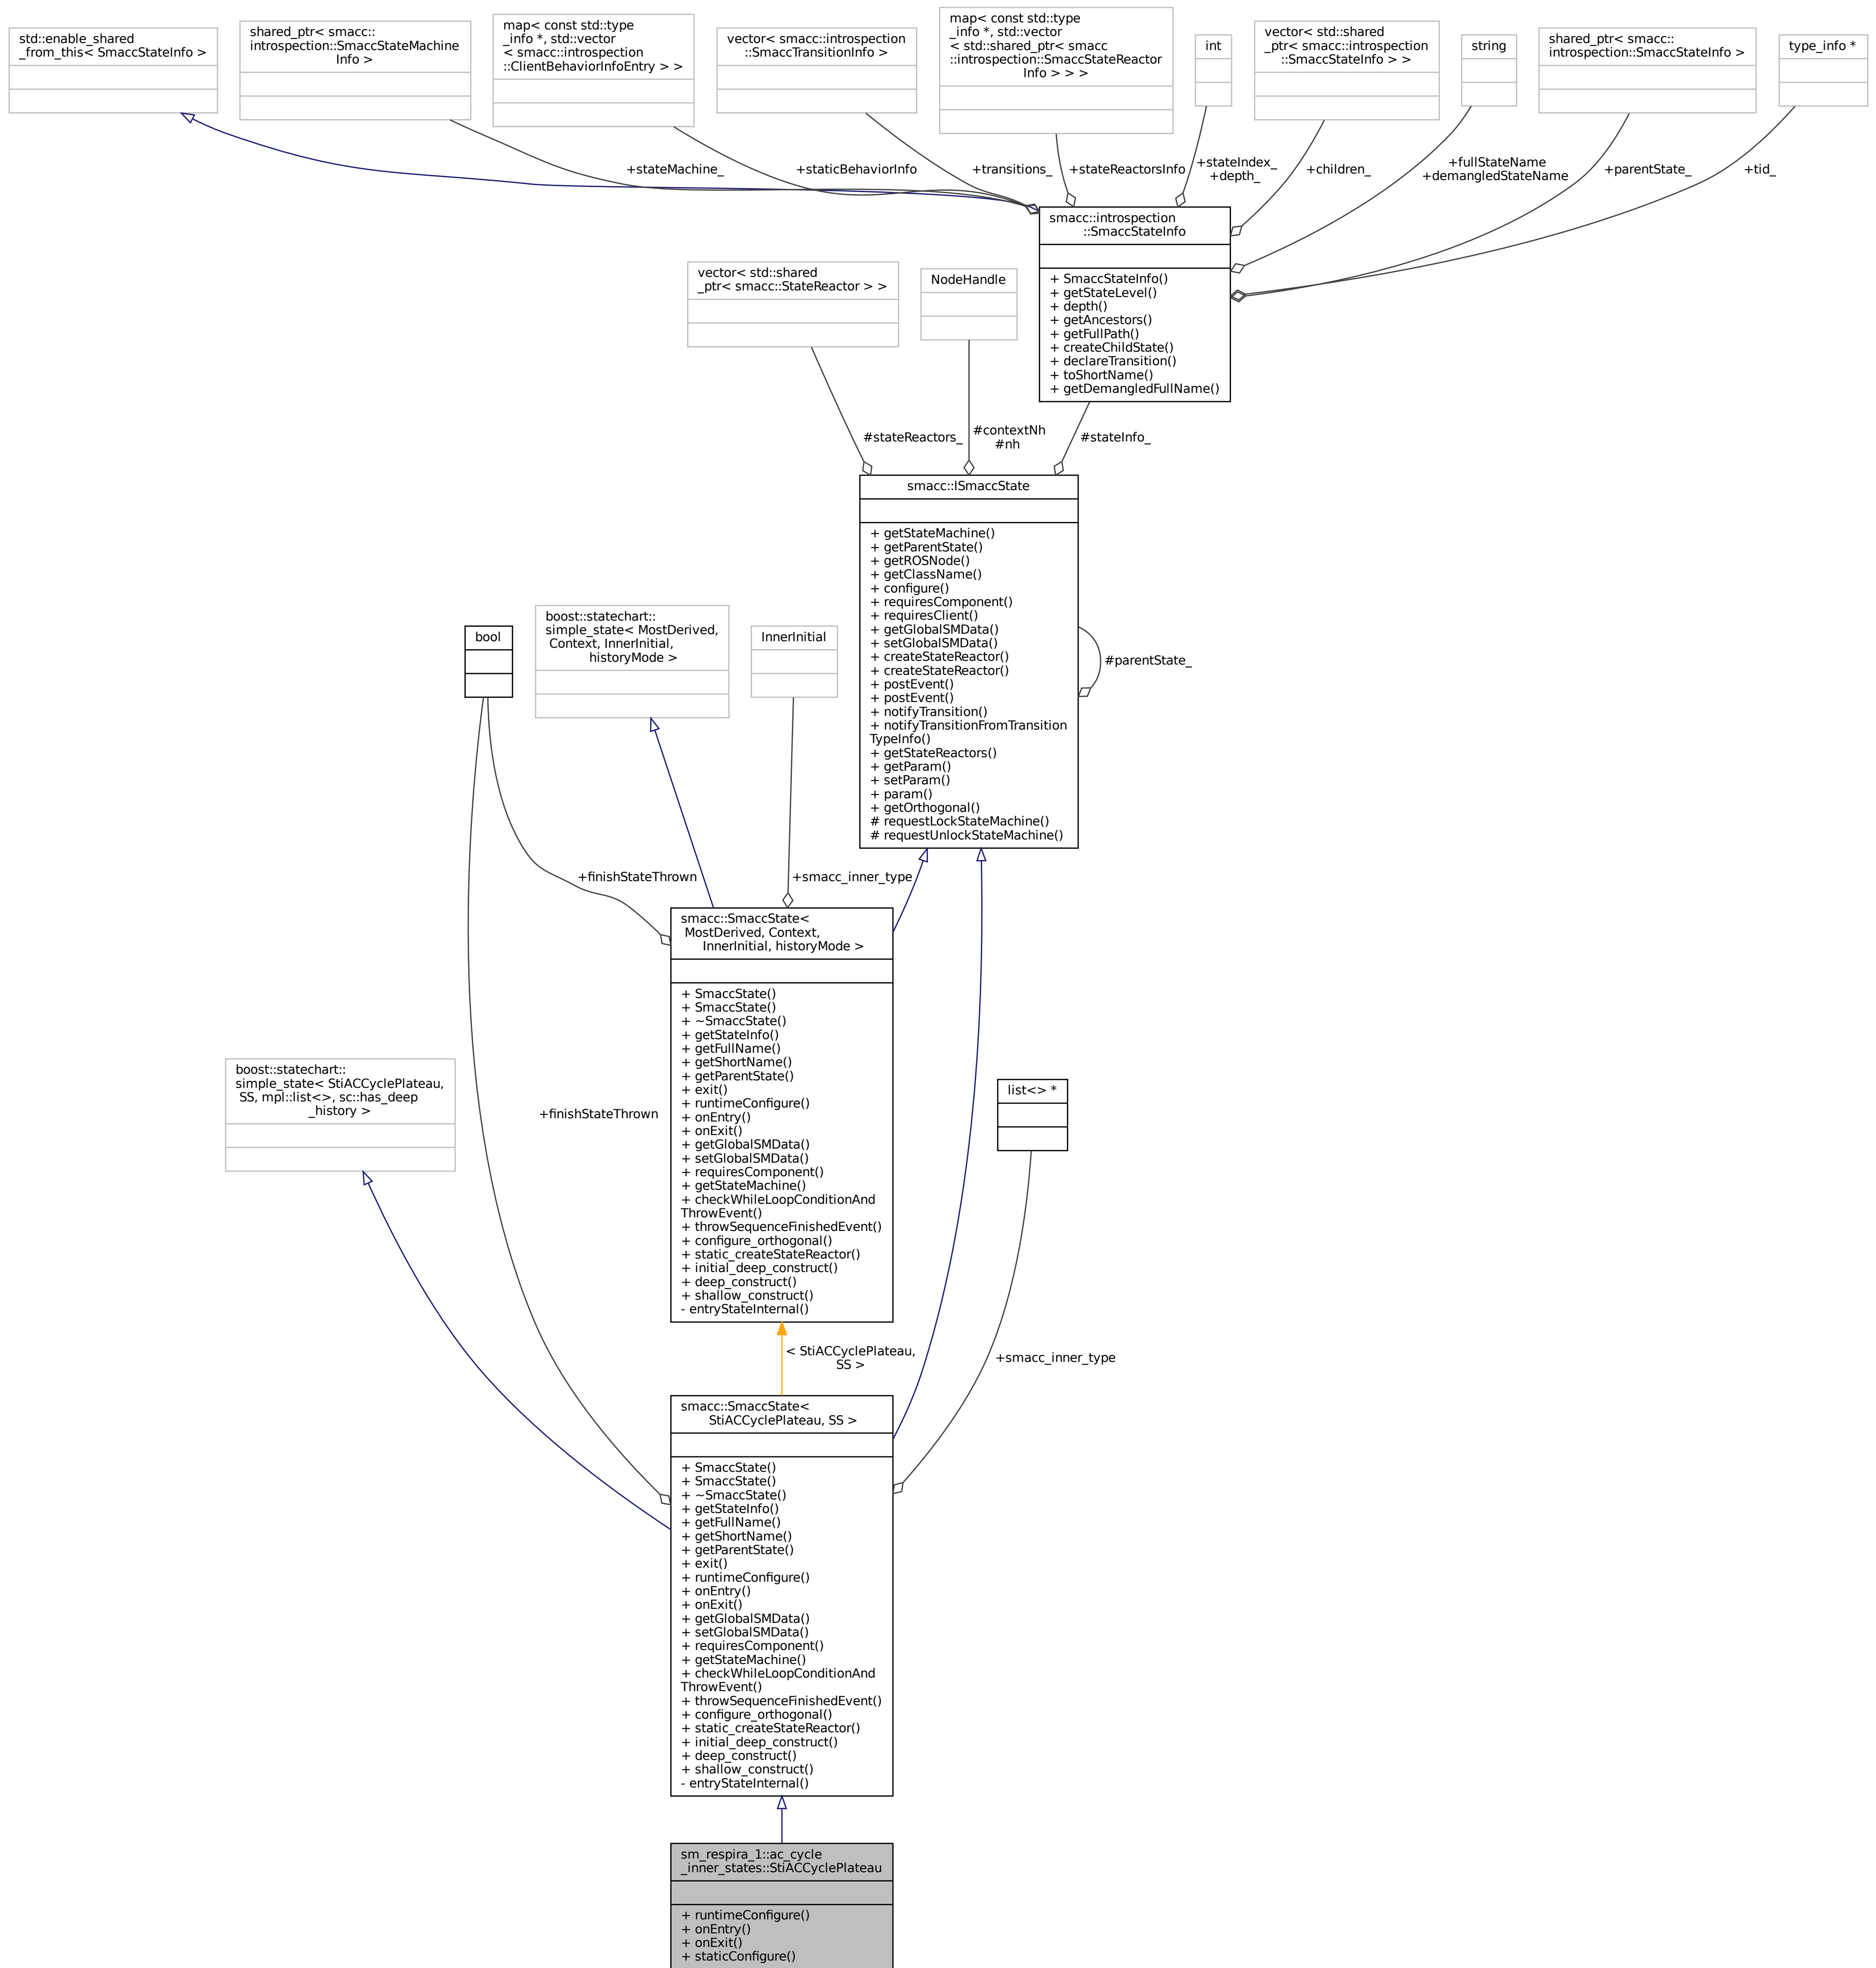 std::enable_shared
_from_this< SmaccStateInfo >
shared_ptr< smacc::
introspection::SmaccStateMachine
Info >
map< const std::type
_info *, std::vector
< smacc::introspection
::ClientBehaviorInfoEntry > >
vector< smacc::introspection
::SmaccTransitionInfo >
map< const std::type
_info *, std::vector
< std::shared_ptr< smacc
::introspection::SmaccStateReactor
Info > > >
int
vector< std::shared
_ptr< smacc::introspection
::SmaccStateInfo > >
string
shared_ptr< smacc::
introspection::SmaccStateInfo >
type_info *
+stateMachine_
+staticBehaviorInfo
+transitions_
+stateReactorsInfo
+stateIndex_
+depth_
+children_
+fullStateName
+demangledStateName
+parentState_
+tid_
smacc::introspection
::SmaccStateInfo
+ SmaccStateInfo()
+ getStateLevel()
+ depth()
+ getAncestors()
+ getFullPath()
+ createChildState()
+ declareTransition()
+ toShortName()
+ getDemangledFullName()
vector< std::shared
_ptr< smacc::StateReactor > >
NodeHandle
#stateReactors_
#contextNh
#nh
#stateInfo_
smacc::ISmaccState
+ getStateMachine()
+ getParentState()
+ getROSNode()
+ getClassName()
+ configure()
+ requiresComponent()
+ requiresClient()
+ getGlobalSMData()
+ setGlobalSMData()
+ createStateReactor()
+ createStateReactor()
+ postEvent()
+ postEvent()
+ notifyTransition()
+ notifyTransitionFromTransition
TypeInfo()
+ getStateReactors()
+ getParam()
+ setParam()
+ param()
+ getOrthogonal()
# requestLockStateMachine()
# requestUnlockStateMachine()
#parentState_
bool
boost::statechart::
simple_state< MostDerived,
Context, InnerInitial,
historyMode >
InnerInitial
+finishStateThrown
+smacc_inner_type
smacc::SmaccState<
MostDerived, Context,
InnerInitial, historyMode >
+ SmaccState()
+ SmaccState()
+ ~SmaccState()
+ getStateInfo()
+ getFullName()
+ getShortName()
+ getParentState()
+ exit()
+ runtimeConfigure()
+ onEntry()
+ onExit()
+ getGlobalSMData()
+ setGlobalSMData()
+ requiresComponent()
+ getStateMachine()
+ checkWhileLoopConditionAnd
ThrowEvent()
+ throwSequenceFinishedEvent()
+ configure_orthogonal()
+ static_createStateReactor()
+ initial_deep_construct()
+ deep_construct()
+ shallow_construct()
- entryStateInternal()
boost::statechart::
simple_state< StiACCyclePlateau,
SS, mpl::list<>, sc::has_deep
_history >
+finishStateThrown
list<> *
< StiACCyclePlateau,
SS >
+smacc_inner_type
smacc::SmaccState<
StiACCyclePlateau, SS >
+ SmaccState()
+ SmaccState()
+ ~SmaccState()
+ getStateInfo()
+ getFullName()
+ getShortName()
+ getParentState()
+ exit()
+ runtimeConfigure()
+ onEntry()
+ onExit()
+ getGlobalSMData()
+ setGlobalSMData()
+ requiresComponent()
+ getStateMachine()
+ checkWhileLoopConditionAnd
ThrowEvent()
+ throwSequenceFinishedEvent()
+ configure_orthogonal()
+ static_createStateReactor()
+ initial_deep_construct()
+ deep_construct()
+ shallow_construct()
- entryStateInternal()
sm_respira_1::ac_cycle
_inner_states::StiACCyclePlateau
+ runtimeConfigure()
+ onEntry()
+ onExit()
+ staticConfigure()